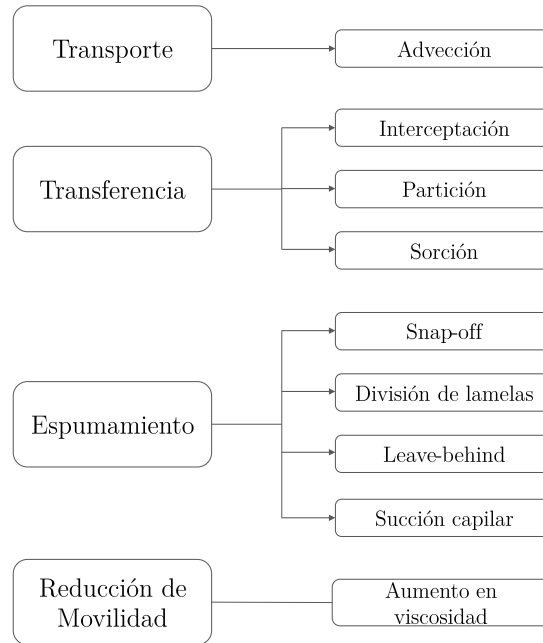 Transporte
Advección
Transferencia
Interceptación
Partición
Sorción
Espumamiento
Snap-off
División de lamelas
Leave-behind
Succión capilar
Reducción de
Movilidad
Aumento en
viscosidad